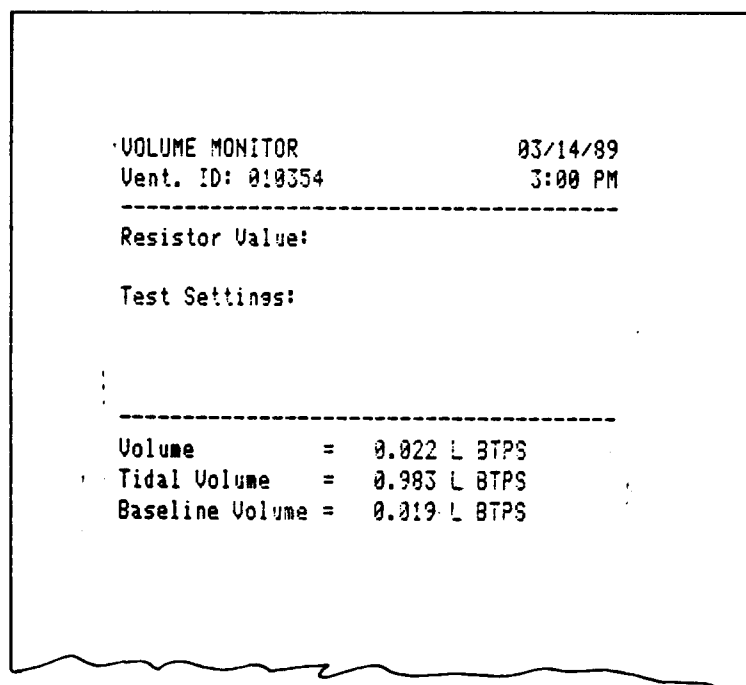 VOLUME MONITOR 03/14/89
Vent. ID: 010354 3:00 PM
Resistor Value:
Test Settings:
Volume = 0.022 L BTPS
Tidal Volume = 0.983 L BTPS
Baseline Volume = 0.019 L BTPS